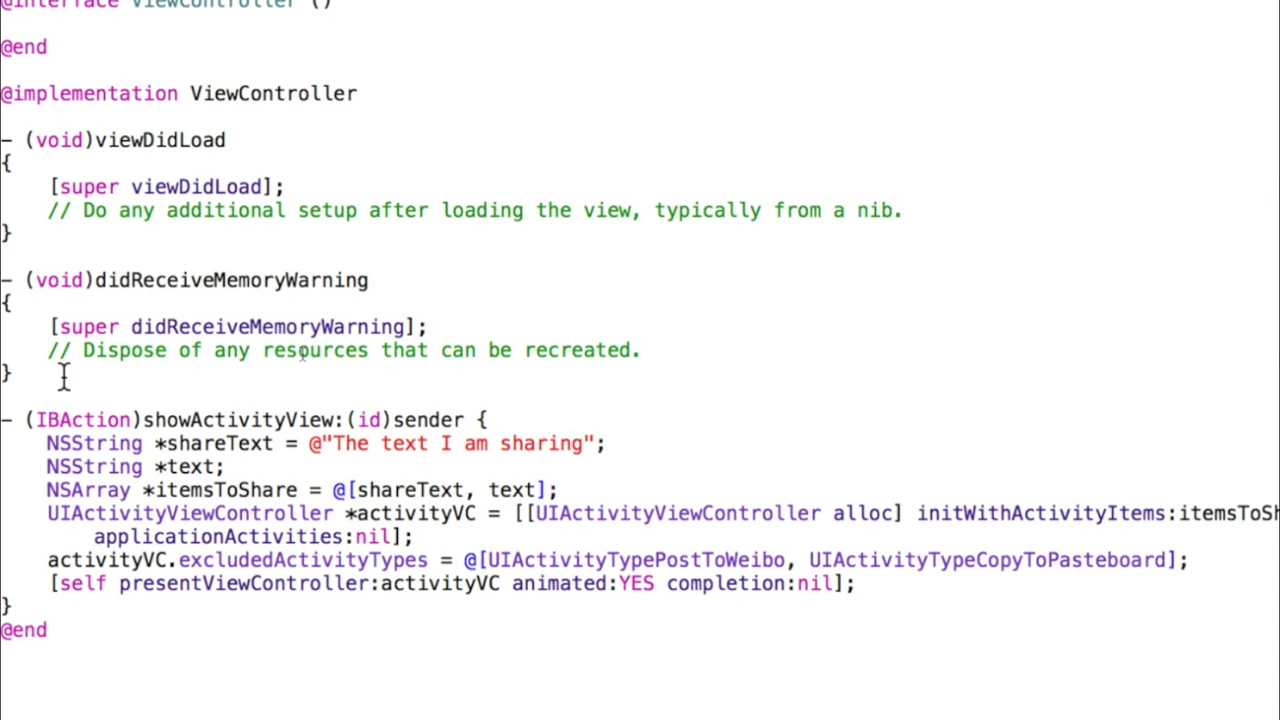 @interface ViewController ()
@end
@implementation ViewController
- (void)viewDidLoad
{
[super viewDidLoad];
// Do any additional setup after loading the view, typically from a nib.
}
- (void)didReceiveMemoryWarning
{
[super didReceiveMemoryWarning];
// Dispose of any resources that can be recreated.
}
- (IBAction)showActivityView:(id)sender {
NSString *shareText = @"The text I am sharing";
NSString *text;
NSArray *itemsToShare = @[shareText, text];
UIActivityViewController *activityVC = [[UIActivityViewController alloc] initWithActivityItems:itemsToSh
applicationActivities:nil];
activityVC.excludedActivityTypes = @[UIActivityTypePostToWeibo, UIActivityTypeCopyToPasteboard];
[self presentViewController:activityVC animated:YES completion:nil];
}
@end